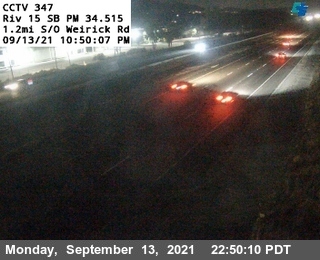 CCTV 347
Riv 15 SB PM 34.515
1.2mi S/O Weirick Rd
09/13/21 10:50:07 PM
Monday, September 13, 2021 22:50:10 PDT